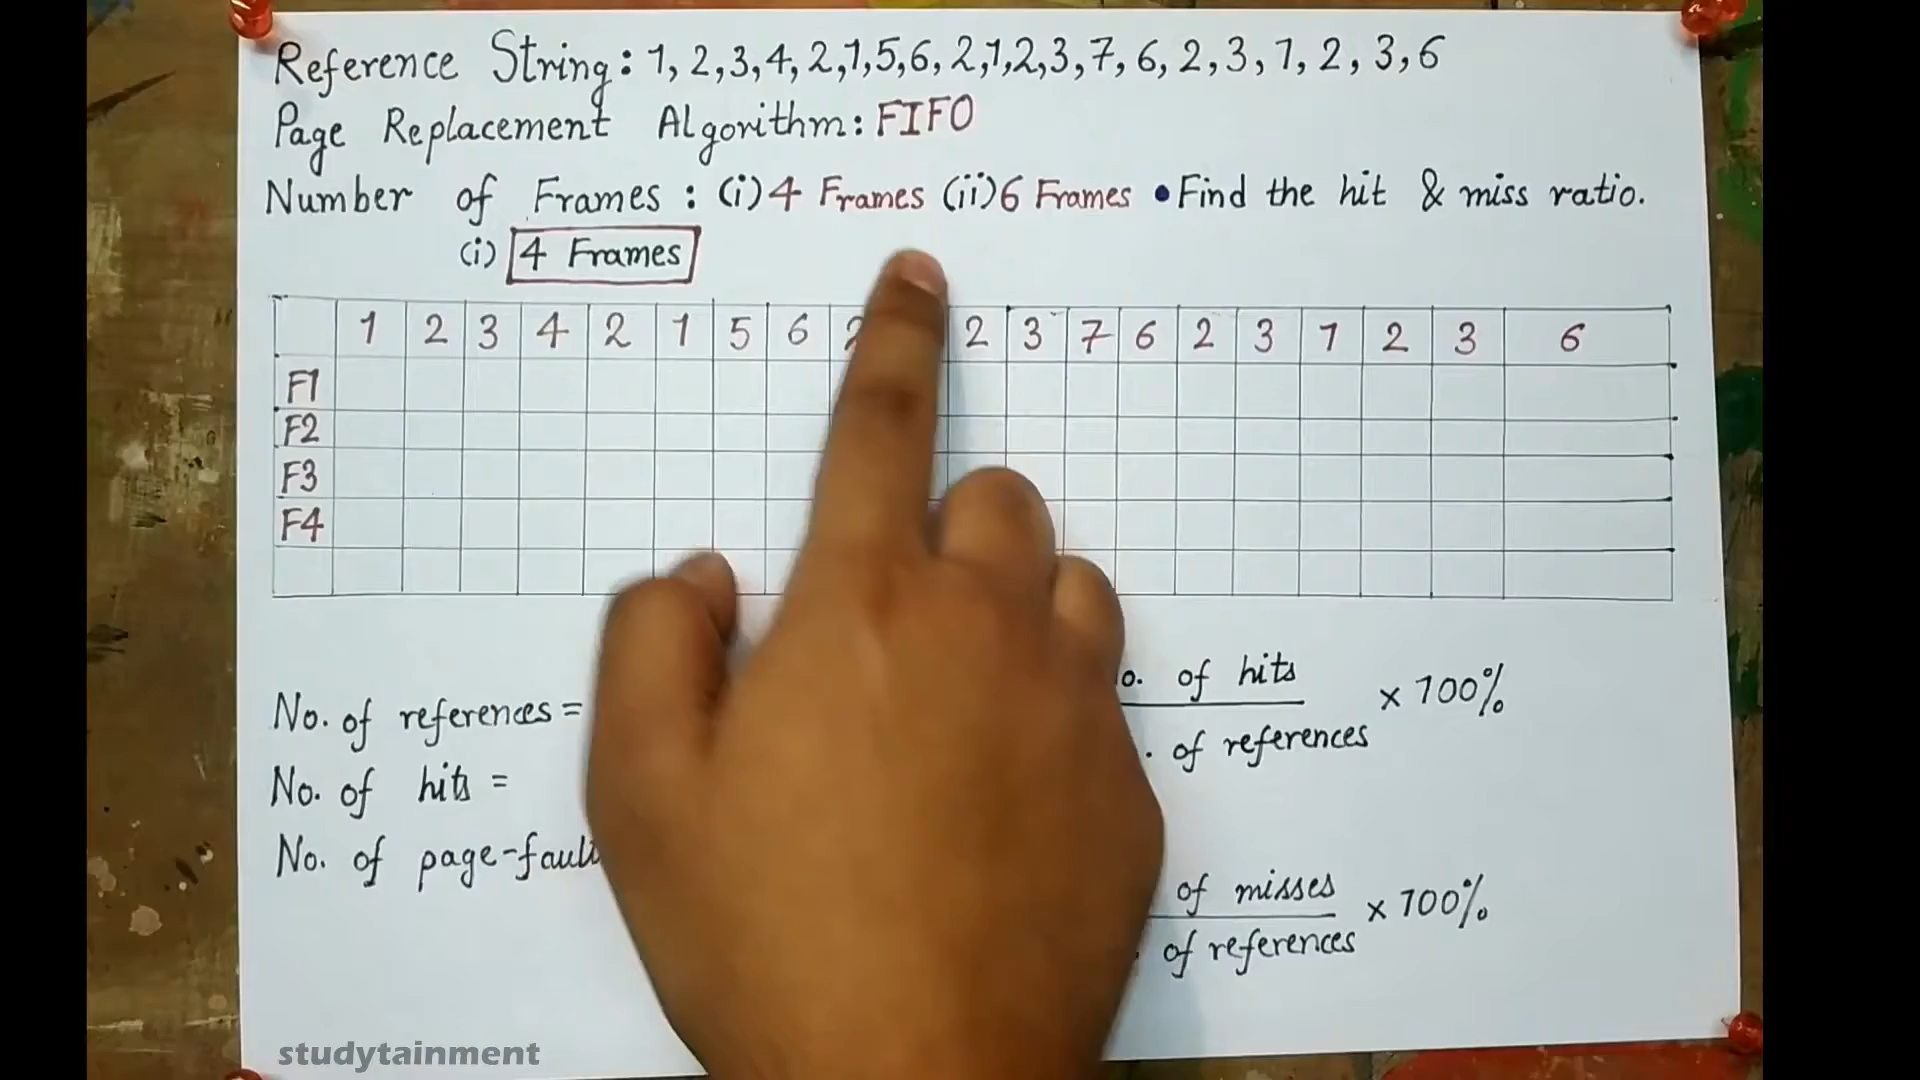 Reference String: 1, 2, 3, 4, 2, 1, 5, 6, 2, 1, 2, 3, 7, 6, 2, 3, 1, 2, 3, 6
Page Replacement Algorithm: FIFO
Number of Frames: (i) 4 Frames (ii) 6 Frames • Find the hit & miss ratio.
(i) 4 Frames
1 2 3 4 2 1 5 6 2 2 3 7 6 2 3 1 2 3 6
F1
F2
F3
F4
of hits
× 100%
No. of references =
of references
No. of hits =
No. of
of misses
× 100%
of references
studytainment